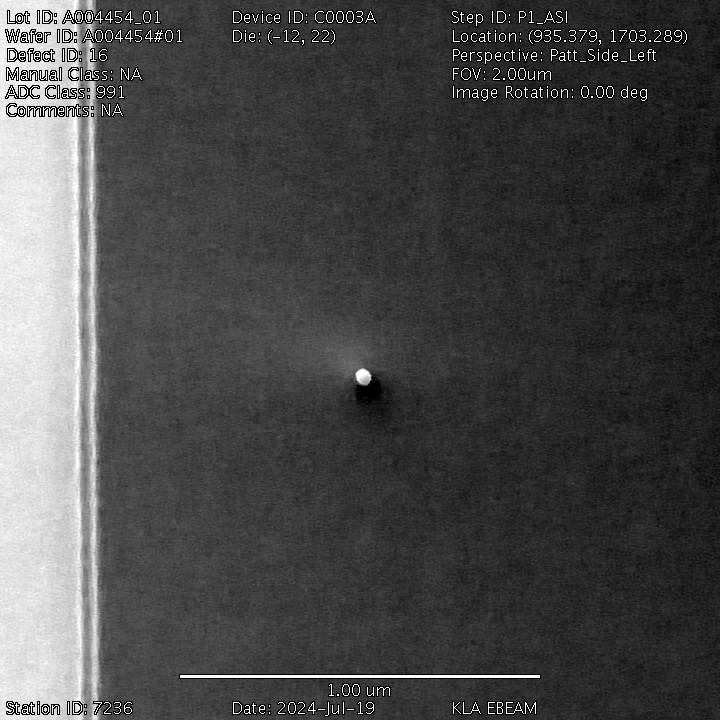 Lot ID: A004454_01 Device ID: C0003A Step ID: P1_ASI
Wafer ID: A004454#01 Die: (-12, 22) Location: (935.379, 1703.289)
Defect ID: 16 Perspective: Patt_Side_Left
Manual Class: NA FOV: 2.00um
ADC Class: 991 Image Rotation: 0.00 deg
Comments: NA
1.00 um
Station ID: 7236 Date: 2024-Jul-19 KLA EBEAM